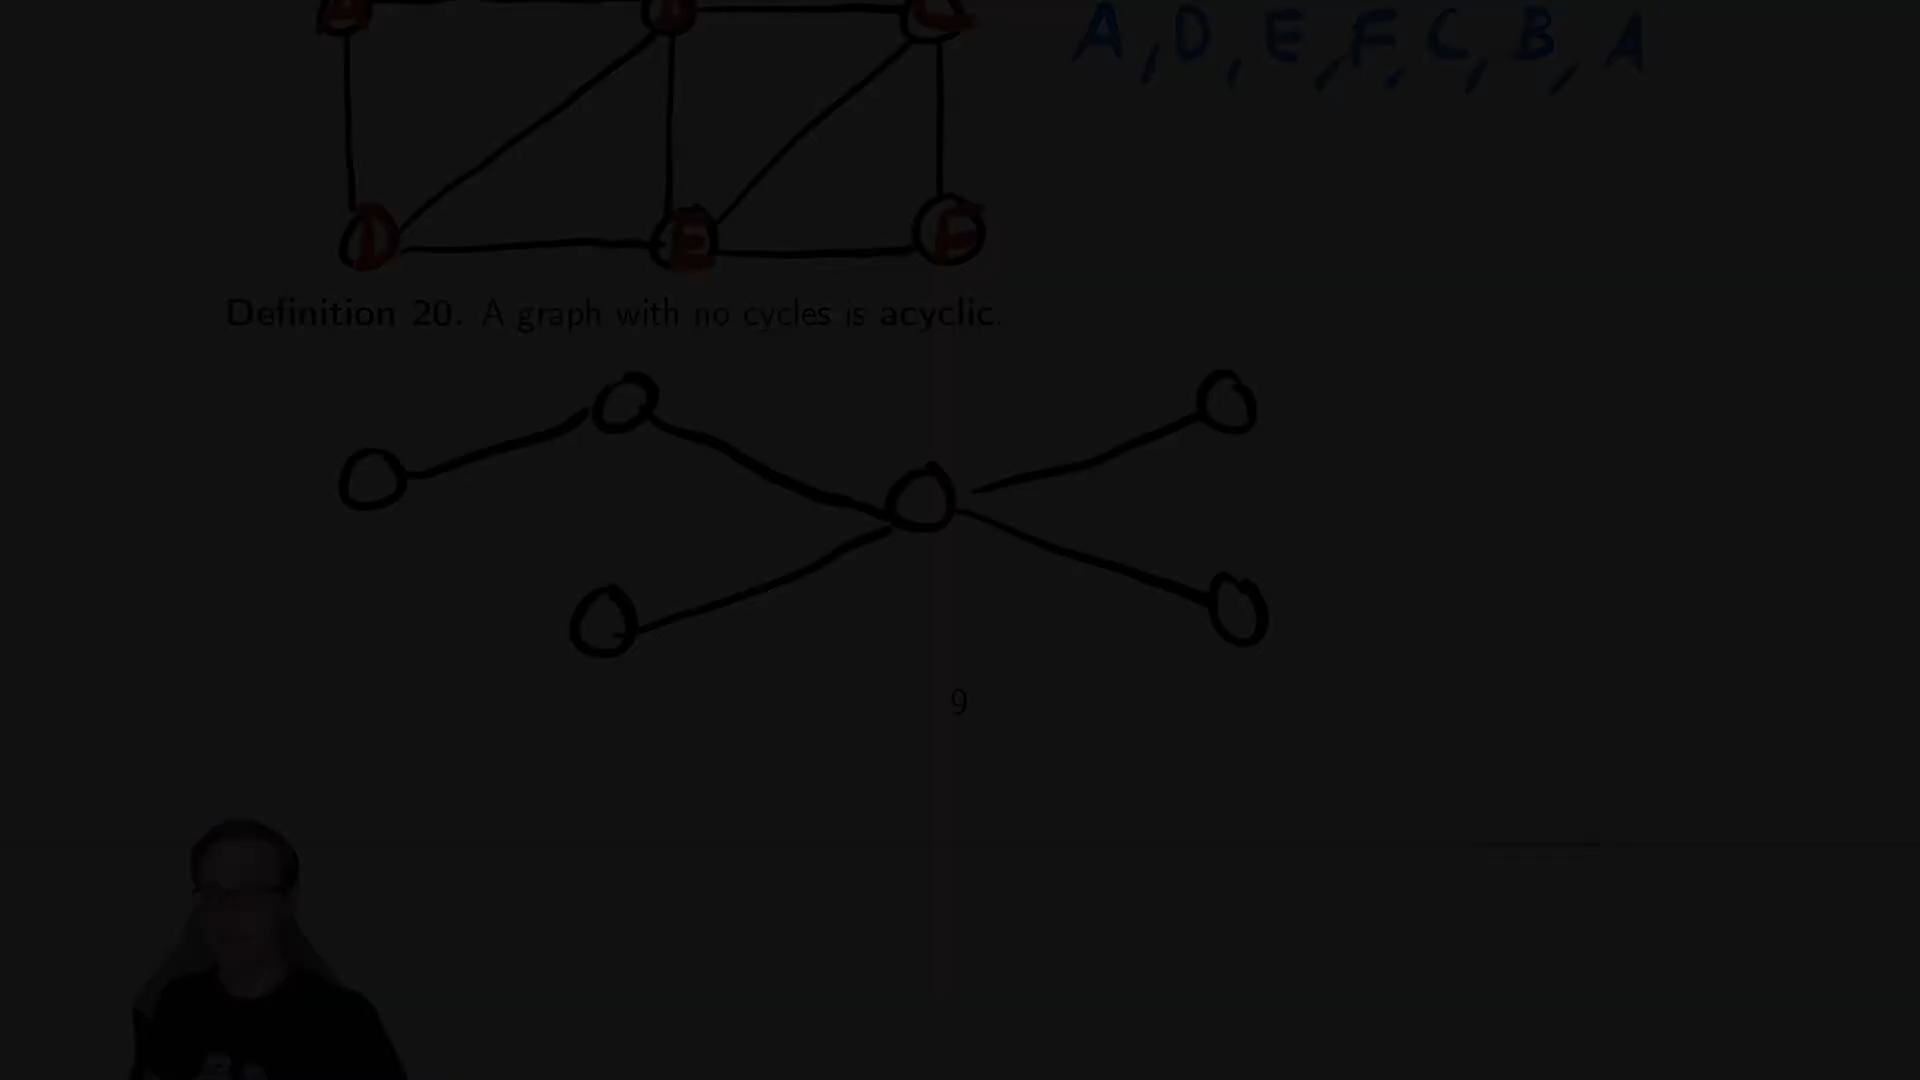 A, D, E, F, C, B, A
D E F
Definition 20. A graph with no cycles is acyclic.
9